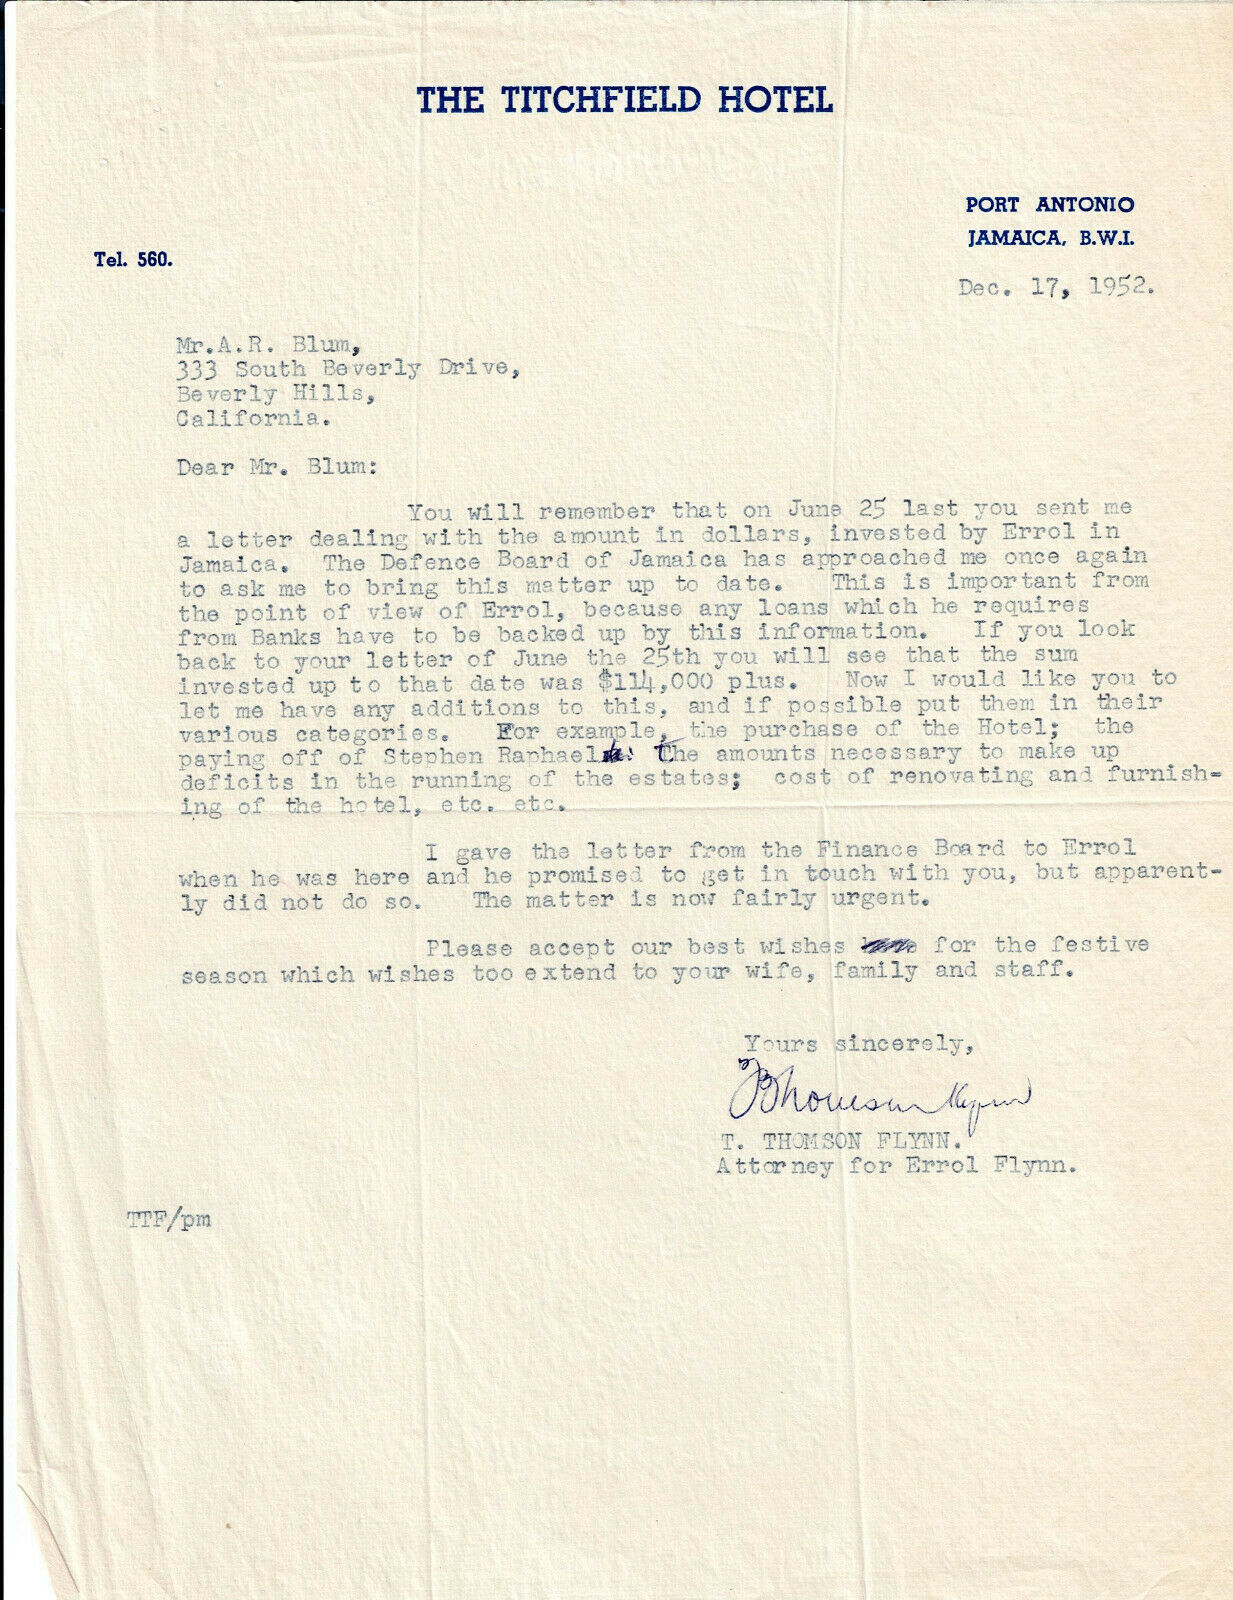 THE TITCHFIELD HOTEL
PORT ANTONIO
JAMAICA, B.W.I.
Tel. 560.
Dec. 17, 1952.
Mr.A.R. Blum,
333 South Beverly Drive,
Beverly Hills,
California.
Dear Mr. Blum:
You will remember that on June 25 last you sent me
a letter dealing with the amount in dollars, invested by Errol in
Jamaica. The Defence Board of Jamaica has approached me once again
to ask me to bring this matter up to date. This is important from
the point of view of Errol, because any loans which he requires
from Banks have to be backed up by this information. If you look
back to your letter of June the 25th you will see that the sum
invested up to that date was $114,000 plus. Now I would like you to
let me have any additions to this, and if possible put them in their
various categories. For example, the purchase of the Hotel; the
paying off of Stephen Raphael: the amounts necessary to make up
deficits in the running of the estates; cost of renovating and furnish-
ing of the hotel, etc. etc.
I gave the letter from the Finance Board to Errol
when he was here and he promised to get in touch with you, but apparent-
ly did not do so. The matter is now fairly urgent.
Please accept our best wishes for the festive
season which wishes too extend to your wife, family and staff.
Yours sincerely,
T. THOMSON FLYNN.
Attorney for Errol Flynn.
TTF/pm